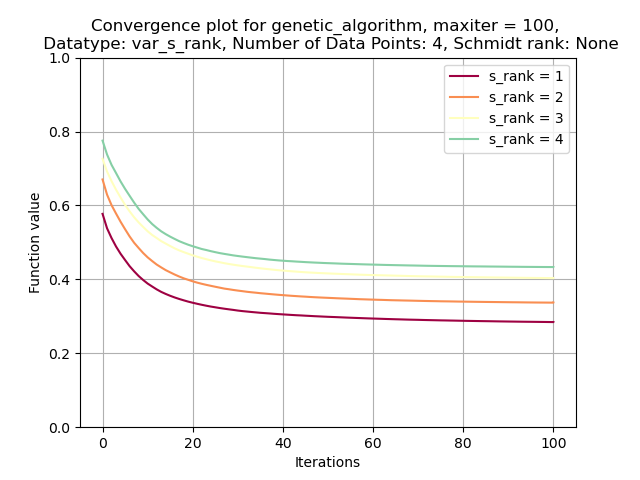 Convergence plot for genetic_algorithm, maxiter = 100,
Datatype: var_s_rank, Number of Data Points: 4, Schmidt rank: None
1.0
0.8
0.6
0.4
0.2
0.0
Function value
s_rank = 1
s_rank = 2
s_rank = 3
s_rank = 4
0 20 40 60 80 100
Iterations